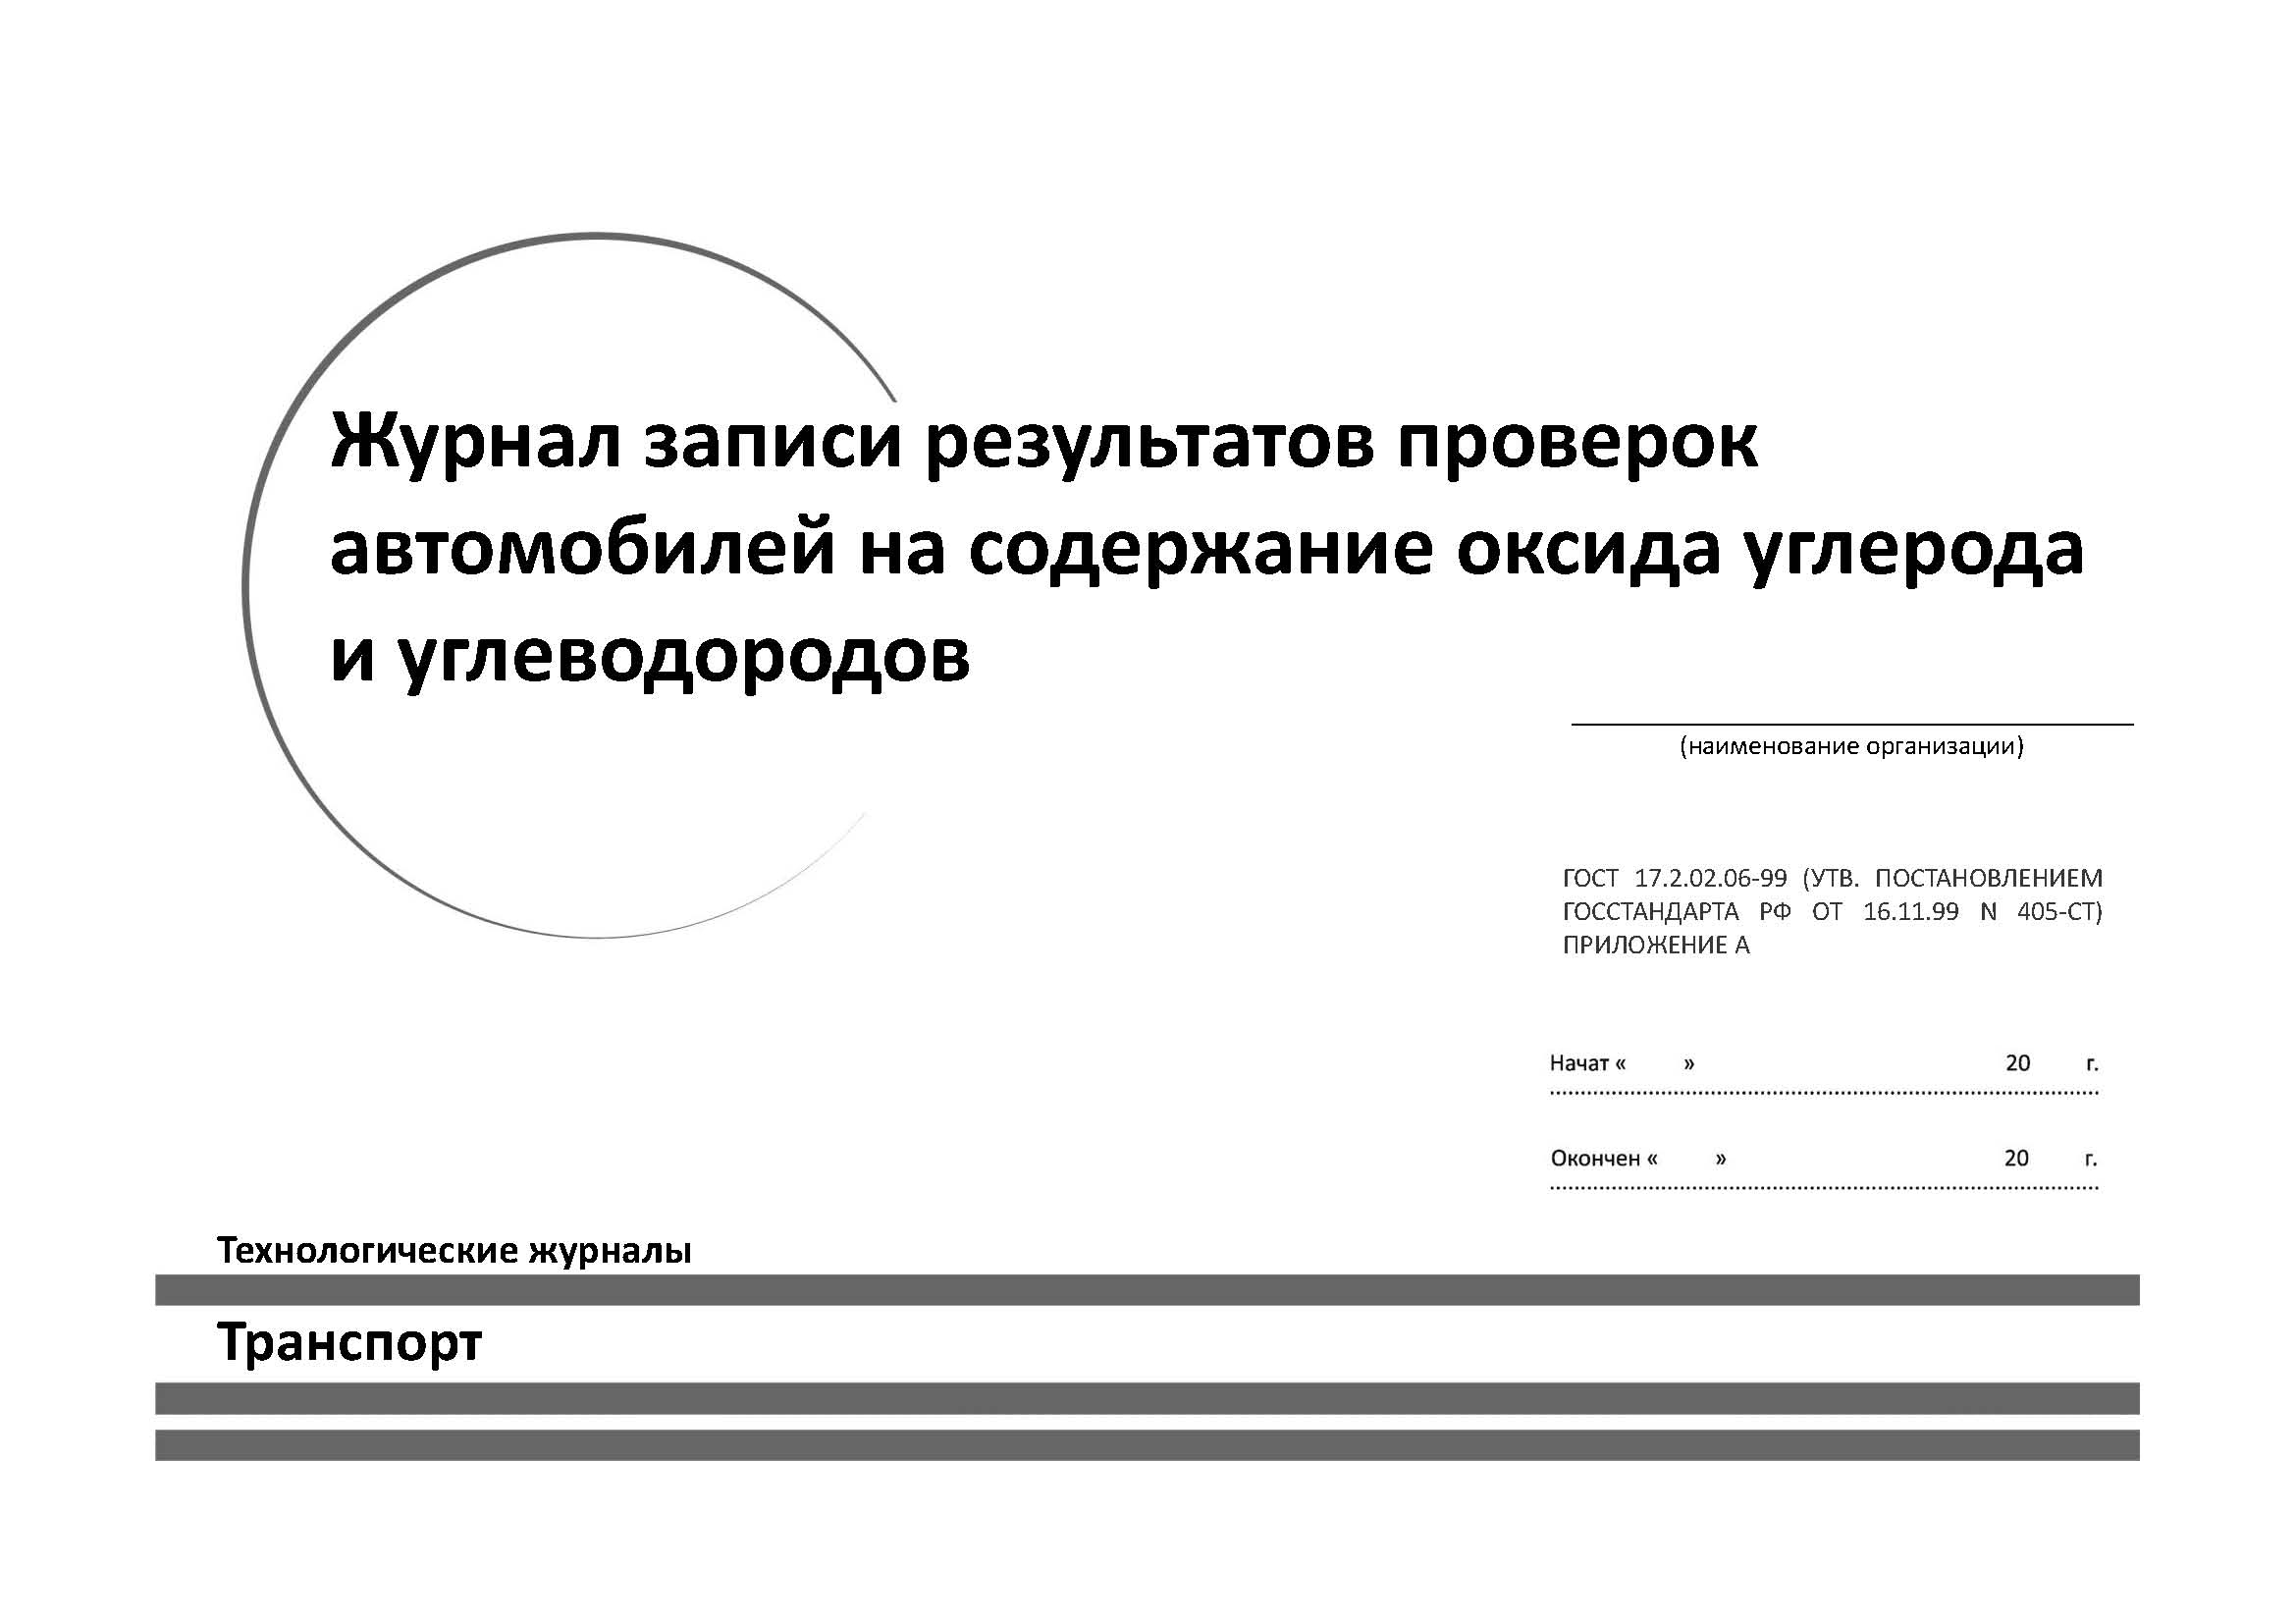 Журнал записи результатов проверок
автомобилей на содержание оксида углерода
и углеводородов
(наименование организации)
ГОСТ 17.2.02.06-99 (УТВ. ПОСТАНОВЛЕНИЕМ
ГОССТАНДАРТА РФ ОТ 16.11.99 N 405-СТ)
ПРИЛОЖЕНИЕ А
Начат « » 20 г.
Окончен « » 20 г.
Технологические журналы
Транспорт